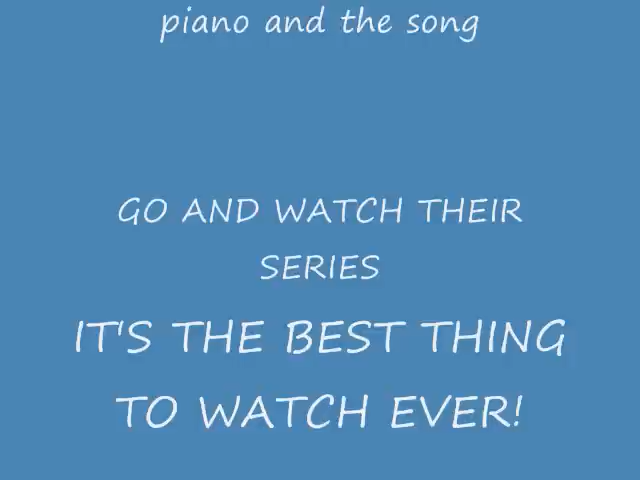 piano and the song
GO AND WATCH THEIR
SERIES
IT'S THE BEST THING
TO WATCH EVER!